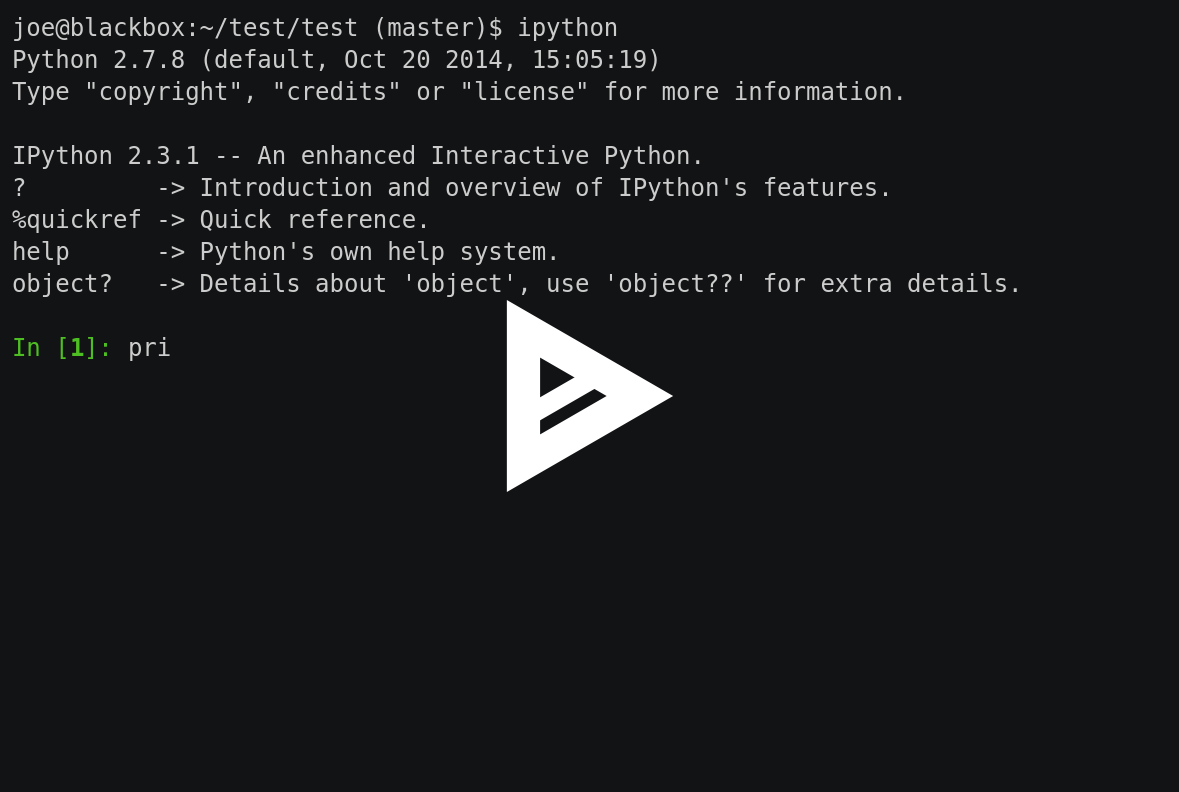 joe@blackbox:~/test/test (master)$ ipython
Python 2.7.8 (default, Oct 20 2014, 15:05:19)
Type "copyright", "credits" or "license" for more information.
IPython 2.3.1 -- An enhanced Interactive Python.
?         -> Introduction and overview of IPython's features.
%quickref -> Quick reference.
help      -> Python's own help system.
object?   -> Details about 'object', use 'object??' for extra details.
In [1]: pri